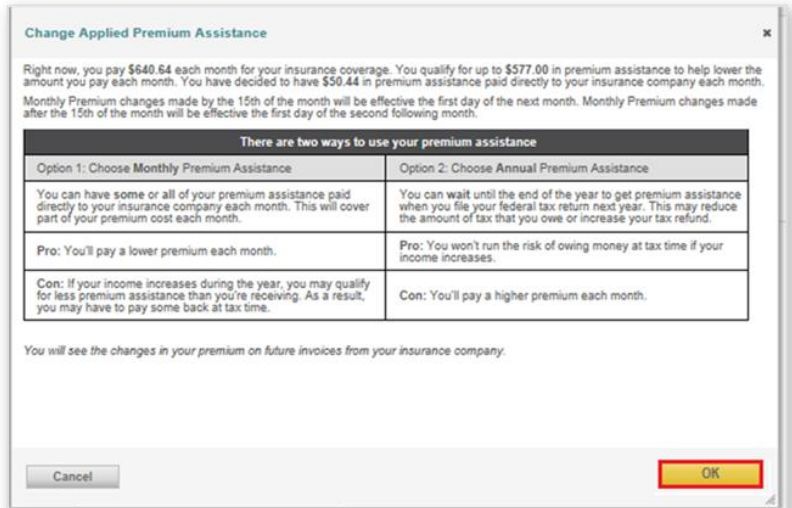 Change Applied Premium Assistance
×
Right now, you pay $640.64 each month for your insurance coverage. You qualify for up to $577.00 in premium assistance to help lower the
amount you pay each month. You have decided to have $50.44 in premium assistance paid directly to your insurance company each month.
Monthly Premium changes made by the 15th of the month will be effective the first day of the next month. Monthly Premium changes made
after the 15th of the month will be effective the first day of the second following month.
There are two ways to use your premium assistance
Option 1: Choose Monthly Premium Assistance
Option 2: Choose Annual Premium Assistance
You can have some or all of your premium assistance paid
directly to your insurance company each month. This will cover
part of your premium cost each month.
You can wait until the end of the year to get premium assistance
when you file your federal tax return next year. This may reduce
the amount of tax that you owe or increase your tax refund.
Pro: You'll pay a lower premium each month.
Pro: You won't run the risk of owing money at tax time if your
income increases.
Con: If your income increases during the year, you may qualify
for less premium assistance than you're receiving. As a result,
you may have to pay some back at tax time.
Con: You'll pay a higher premium each month.
You will see the changes in your premium on future invoices from your insurance company.
Cancel
OK